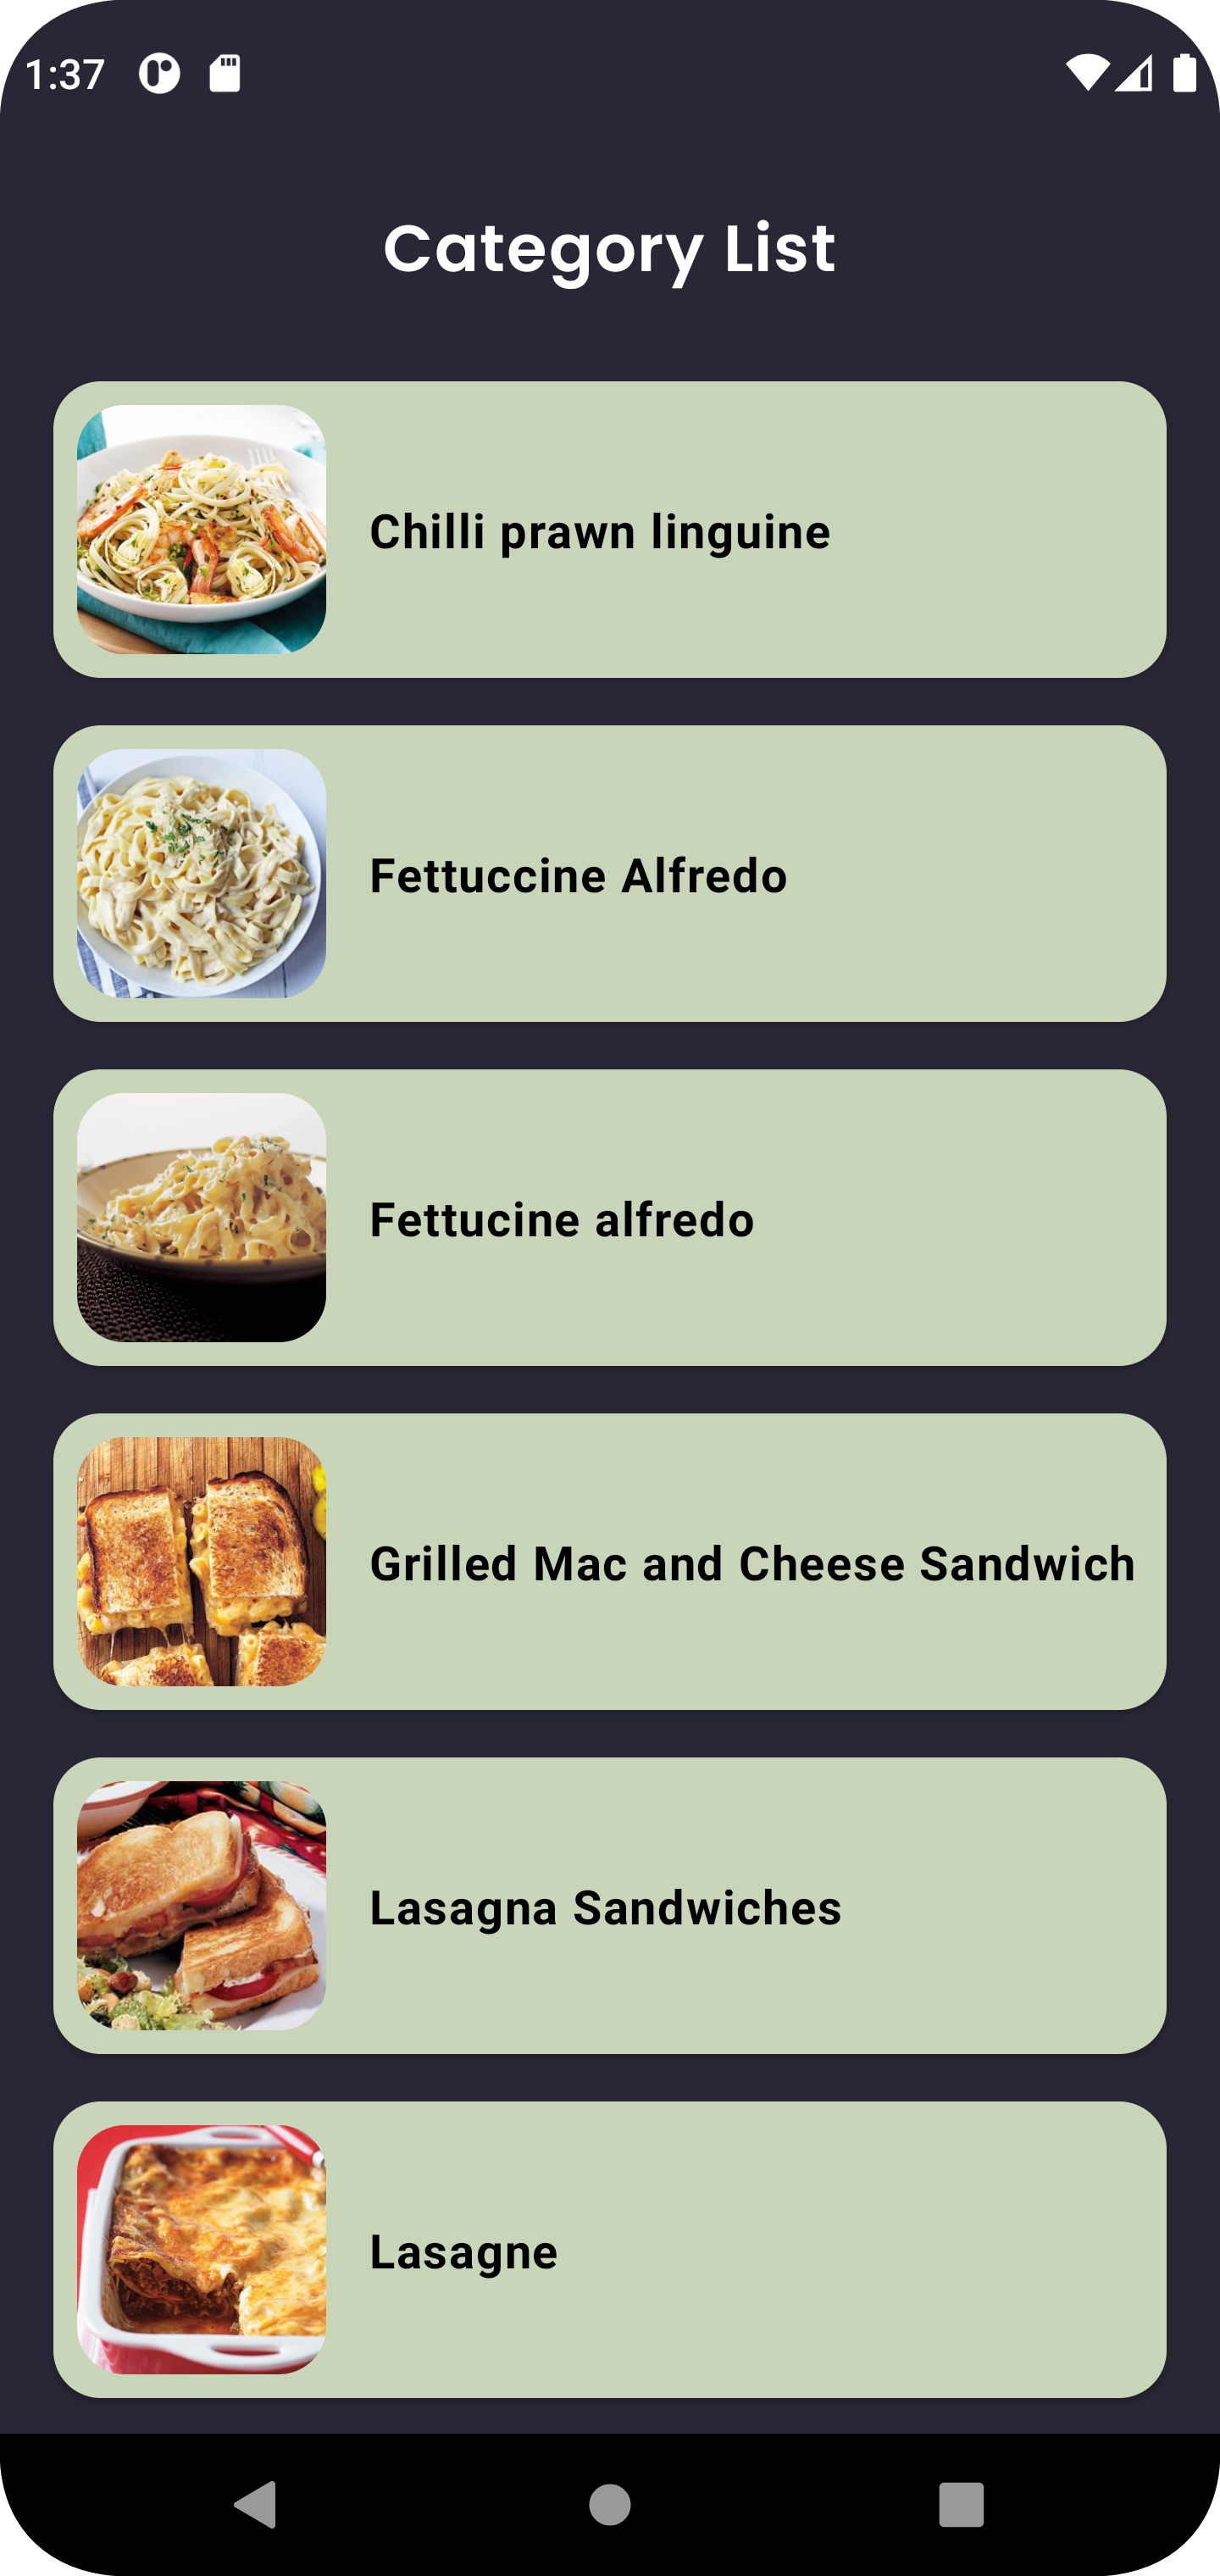 1:37
Category List
Chilli prawn linguine
Fettuccine Alfredo
Fettucine alfredo
Grilled Mac and Cheese Sandwich
Lasagna Sandwiches
Lasagne